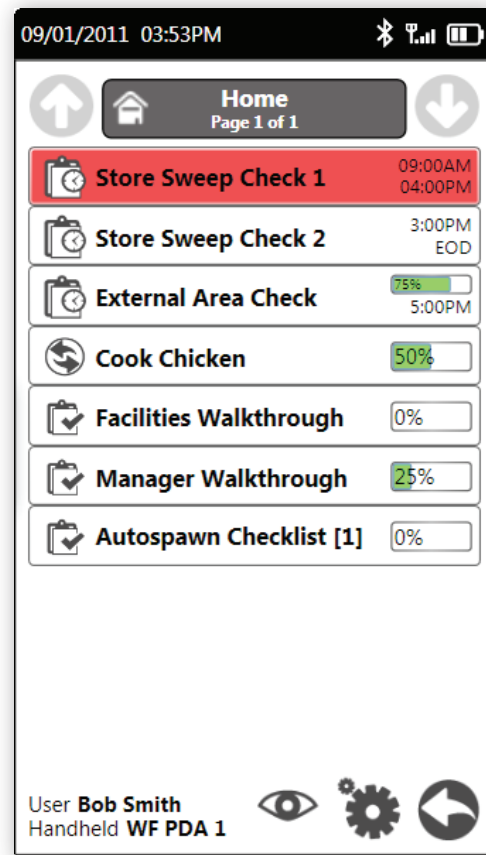 09/01/2011 03:53PM
Home
Page 1 of 1
Store Sweep Check 1
09:00AM
04:00PM
Store Sweep Check 2
3:00PM
EOD
External Area Check
75%
5:00PM
Cook Chicken
50%
Facilities Walkthrough
0%
Manager Walkthrough
25%
Autospawn Checklist [1]
0%
User Bob Smith
Handheld WF PDA 1